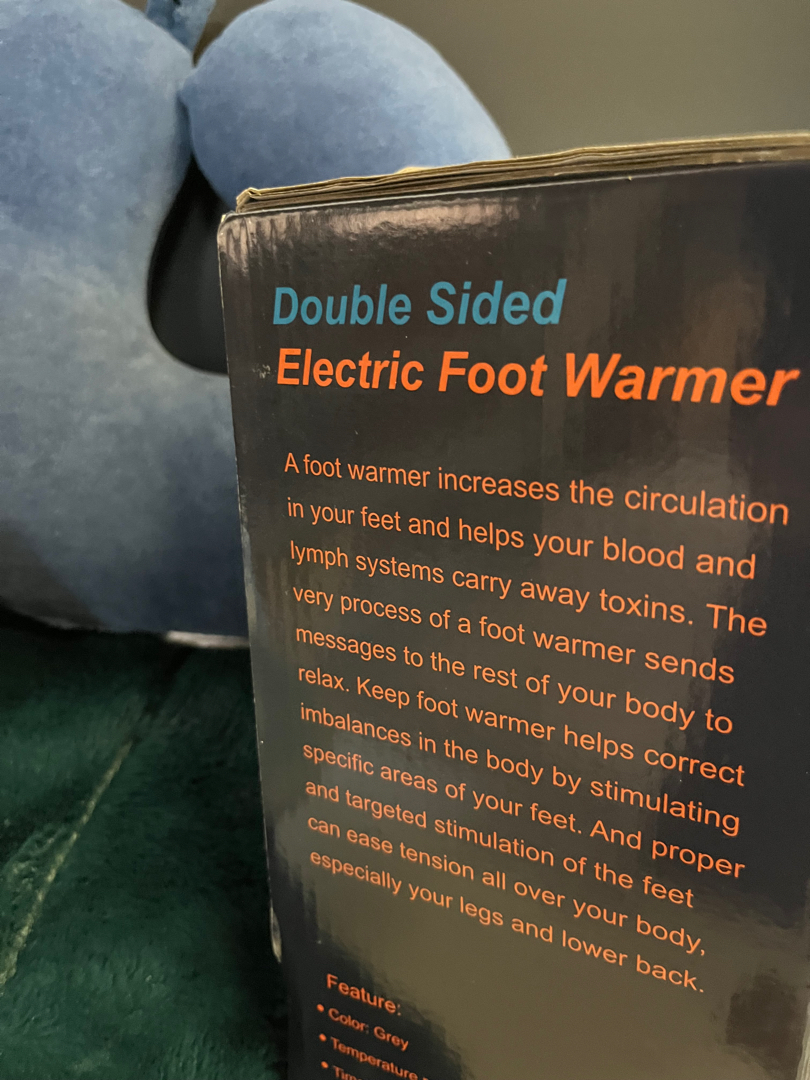 Double Sided
Electric Foot Warmer
A foot warmer increases the circulation
in your feet and helps your blood and
lymph systems carry away toxins. The
very process of a foot warmer sends
messages to the rest of your body to
relax. Keep foot warmer helps correct
imbalances in the body by stimulating
specific areas of your feet. And proper
and targeted stimulation of the feet
can ease tension all over your body,
especially your legs and lower back.
Feature:
• Color: Grey
• Temperature